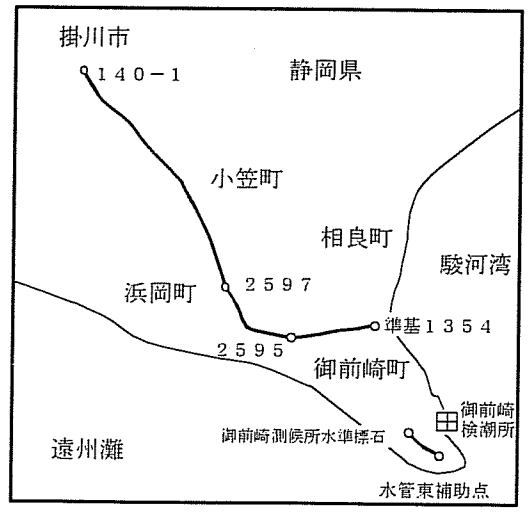 掛川市
140-1
静岡県
小笠町
相良町
駿河湾
浜岡町
2597
準基1354
2595
御前崎町
御前崎
検潮所
御前崎測候所水準標石
遠州灘
水管東補助点